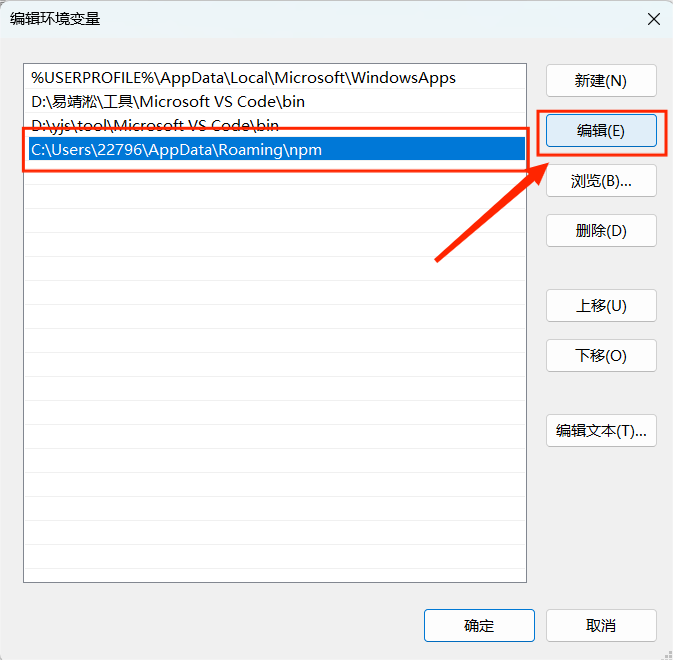 编辑环境变量
%USERPROFILE%\AppData\Local\Microsoft\WindowsApps
D:\易靖淞\工具\Microsoft VS Code\bin
D:\yjs\tool\Microsoft VS Code\bin
C:\Users\22796\AppData\Roaming\npm
新建(N)
编辑(E)
浏览(B)...
删除(D)
上移(U)
下移(O)
编辑文本(T)...
确定
取消